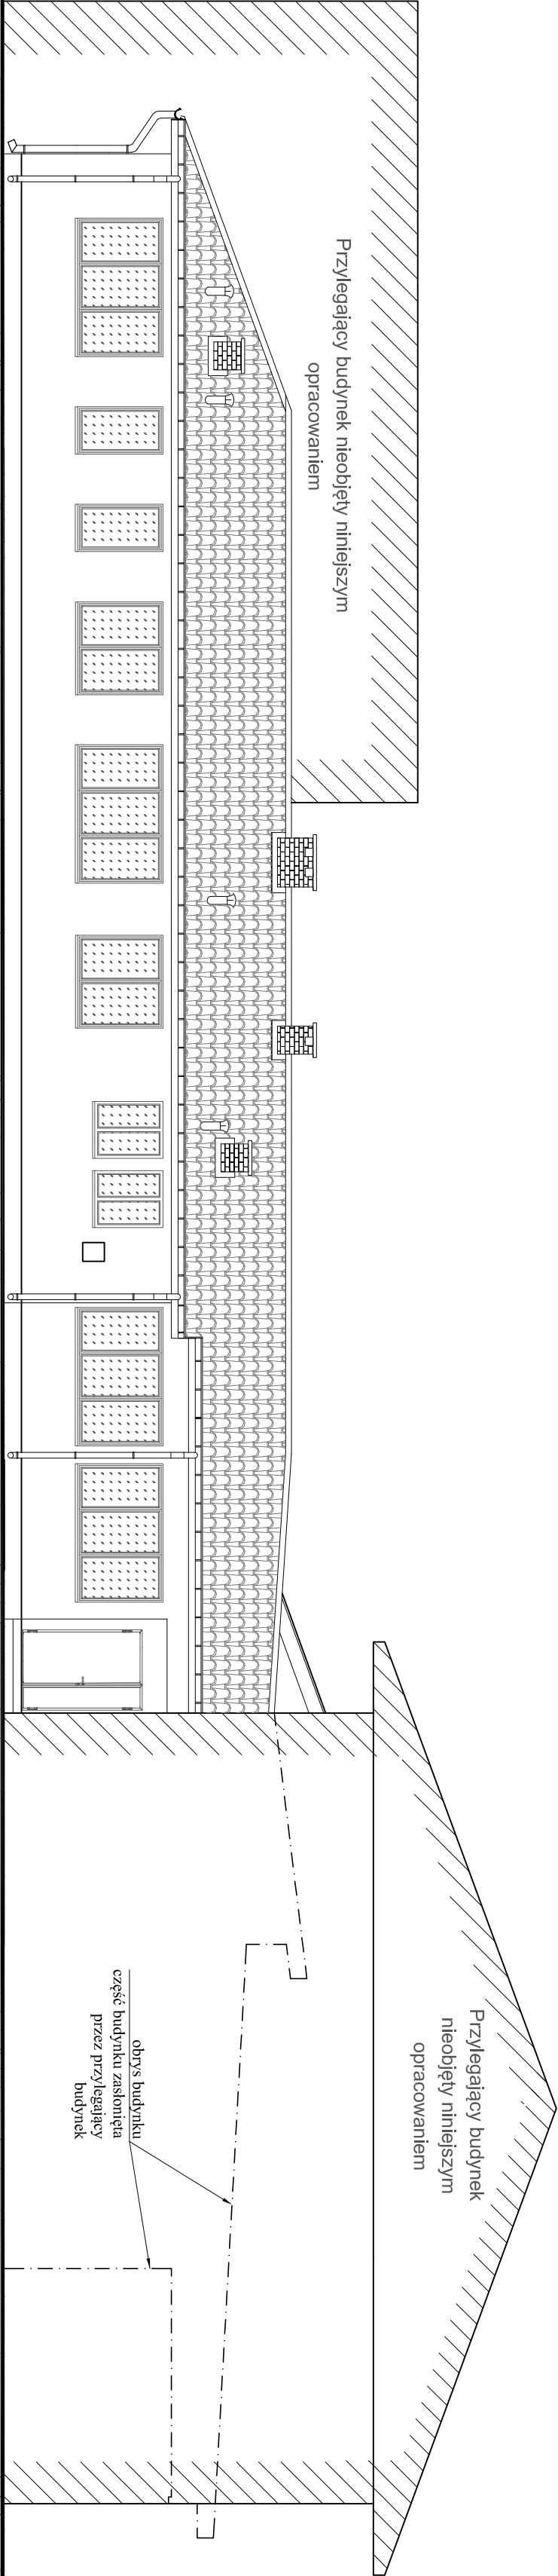 Przylegający budynek nieobjęty niniejszym
opracowaniem
Przylegający budynek
nieobjęty niniejszym
opracowaniem
obrys budynku
część budynku zasłonięta
przez przylegający
budynek